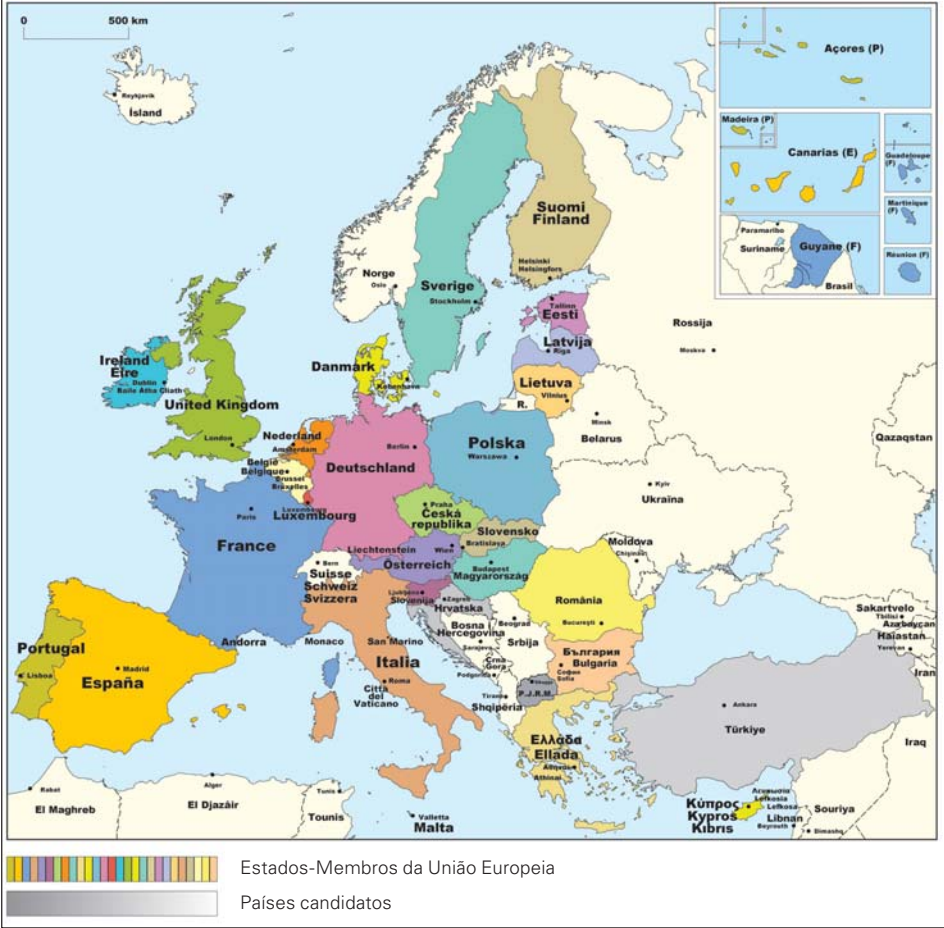 0 500 km
Reykjavik
Ísland
Açores (P)
Madeira (P)
Canarias (E)
Guadeloupe
(F)
Martinique
(F)
Réunion (F)
Paramaribo
Suriname
Guyane (F)
Brasil
Norge
Oslo
Sverige
Stockholm
Suomi
Finland
Helsinki
Helsingfors
Tallinn
Eesti
Latvija
Riga
Lietuva
Vilnius
R.
Rossija
Moskva
Minsk
Belarus
Qazaqstan
Ireland
Éire
Dublin
Baile Átha Cliath
United Kingdom
London
Danmark
København
Nederland
Amsterdam
België
Belgique
Brussel
Bruxelles
Luxembourg
Luxembourg
Berlin
Deutschland
Polska
Warszawa
Kyiv
Ukraina
Praha
Česká
republika
Slovensko
Bratislava
Moldova
Chişinău
Paris
France
Liechtenstein
Wien
Österreich
Budapest
Magyarország
Bern
Suisse
Schweiz
Svizzera
Ljubljana
Slovenija
Zagreb
Hrvatska
România
Bucureşti
Bosna i
Hercegovina
Sarajevo
Beograd
Srbija
Crna
Gora
Podgorica
България
Bulgaria
София
Sofia
Skopje
P.J.R.M.
Tirana
Shqipëria
Andorra
Monaco
San Marino
Italia
Roma
Città
del
Vaticano
Portugal
Lisboa
Madrid
España
Ελλάδα
Ellada
Athinai
Ankara
Türkiye
Sakartvelo
Tbilisi
Azərbaycan
Haïastan
Yerevan
Iran
Iraq
Rabat
El Maghreb
Alger
El Djazàir
Tunis
Tounis
Valletta
Malta
Κύπρος
Kypros
Kıbrıs
Λευκωσία
Lefkosia
Lefkosa
Libnan
Beyrouth
Souriya
Dimashq
Estados-Membros da União Europeia
Países candidatos